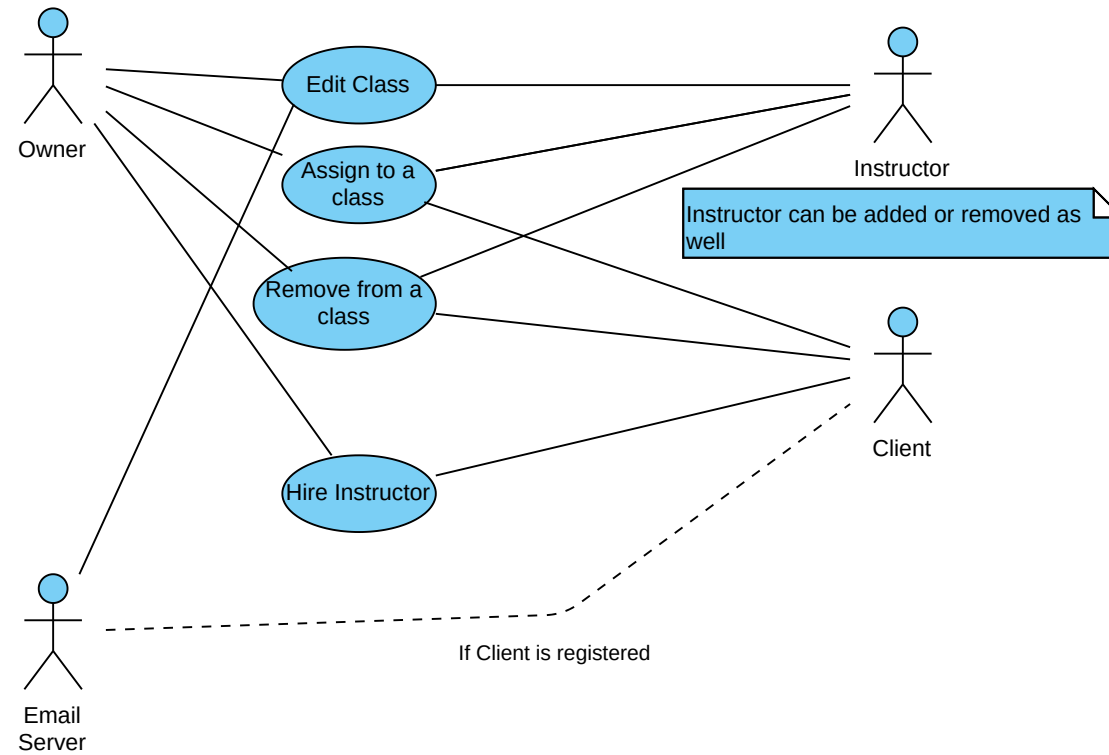 Edit Class
Owner
Assign to a
class
Instructor
Instructor can be added or removed as
well
Remove from a
class
Client
Hire Instructor
If Client is registered
Email
Server